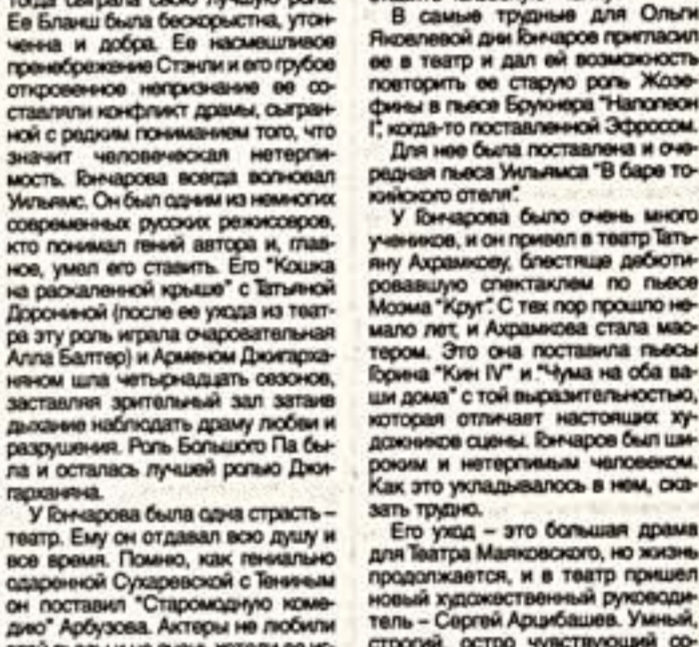 тогда сыграла свою лучшую роль.
Ее Бланш была бескорыстна, утон-
ченна и добра. Ее насмешливое
пренебрежение Стэнли и его грубое
откровенное непризнание ее со-
ставляли конфликт драмы, сыгран-
ной с редким пониманием того, что
значит человеческая нетерпи-
мость. Гончарова всегда волновал
Уильямс. Он был одним из немногих
современных русских режиссеров,
кто понимал гений автора и, глав-
ное, умел его ставить. Его "Кошка
на раскаленной крыше" с Татьяной
Дорониной (после ее ухода из теат-
ра эту роль играла очаровательная
Алла Балтер) и Арменом Джигарха-
няном шла четырнадцать сезонов,
заставляя зрительный зал затаив
дыхание наблюдать драму любви и
разрушения. Роль Большого Па бы-
ла и осталась лучшей ролью Джи-
гарханяна.
У Гончарова была одна страсть –
театр. Ему он отдавал всю душу и
все время. Помню, как гениально
одаренной Сухаревской с Тениным
он поставил "Старомодную коме-
дию" Арбузова. Актеры не любили
В самые трудные для Ольги
Яковлевой дни Гончаров пригласил
ее в театр и дал ей возможность
повторить ее старую роль Жозе-
фины в пьесе Брукнера "Наполеон
I", когда-то поставленной Эфросом.
Для нее была поставлена и оче-
редная пьеса Уильямса "В баре то-
кийского отеля".
У Гончарова было очень много
учеников, и он привел в театр Тать-
яну Ахрамкову, блестяще дебюти-
ровавшую спектаклем по пьесе
Моэма "Круг". С тех пор прошло не-
мало лет, и Ахрамкова стала мас-
тером. Это она поставила пьесы
Горина "Кин IV" и "Чума на оба ва-
ши дома" с той выразительностью,
которая отличает настоящих ху-
дожников сцены. Гончаров был ши-
роким и нетерпимым человеком.
Как это укладывалось в нем, ска-
зать трудно.
Его уход – это большая драма
для Театра Маяковского, но жизнь
продолжается, и в театр пришел
новый художественный руководи-
тель – Сергей Арцибашев. Умный,
строгий, остро чувствующий со-